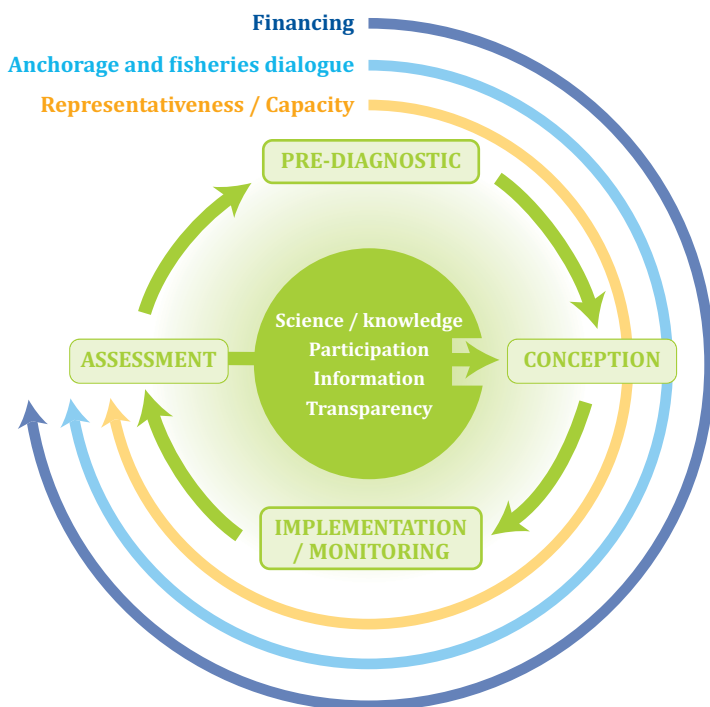 Financing
Anchorage and fisheries dialogue
Representativeness / Capacity
PRE-DIAGNOSTIC
Science / knowledge
Participation
Information
Transparency
ASSESSMENT
CONCEPTION
IMPLEMENTATION
/ MONITORING